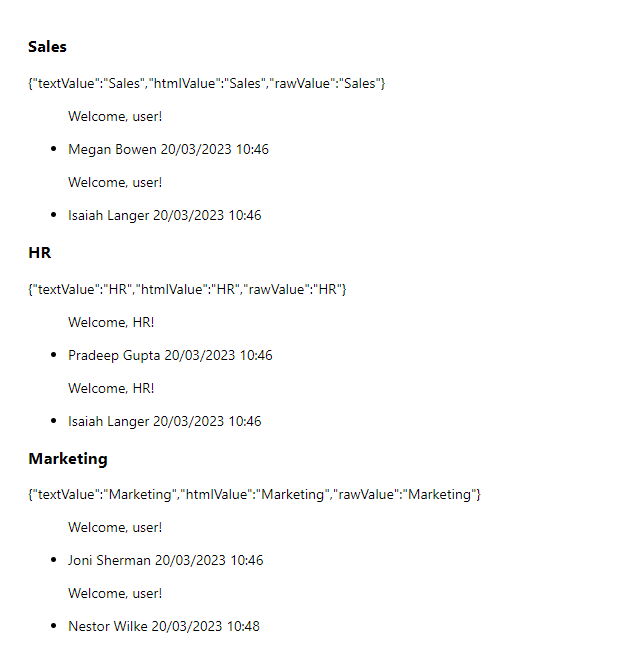 Sales
{"textValue":"Sales","htmlValue":"Sales","rawValue":"Sales"}
Welcome, user!
• Megan Bowen 20/03/2023 10:46
Welcome, user!
• Isaiah Langer 20/03/2023 10:46
HR
{"textValue":"HR","htmlValue":"HR","rawValue":"HR"}
Welcome, HR!
• Pradeep Gupta 20/03/2023 10:46
Welcome, HR!
• Isaiah Langer 20/03/2023 10:46
Marketing
{"textValue":"Marketing","htmlValue":"Marketing","rawValue":"Marketing"}
Welcome, user!
• Joni Sherman 20/03/2023 10:46
Welcome, user!
• Nestor Wilke 20/03/2023 10:48